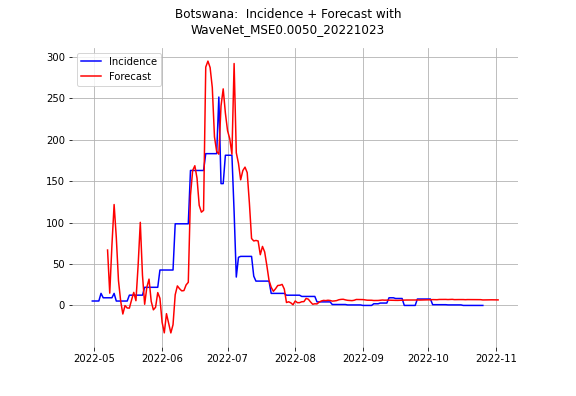 Botswana:  Incidence + Forecast with
WaveNet_MSE0.0050_20221023
Incidence
Forecast
300
250
200
150
100
50
0
2022-05 2022-06 2022-07 2022-08 2022-09 2022-10 2022-11